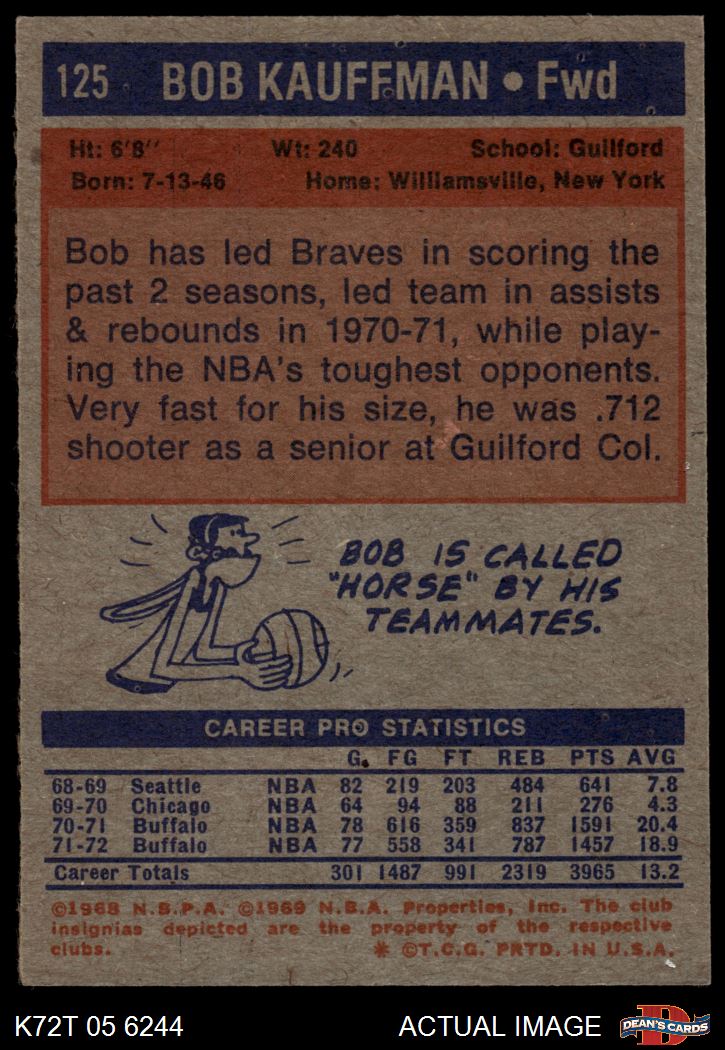 125 BOB KAUFFMAN • Fwd
Ht: 6'8" Wt: 240 School: Guilford
Born: 7-13-46 Home: Williamsville, New York
Bob has led Braves in scoring the
past 2 seasons, led team in assists
& rebounds in 1970-71, while play-
ing the NBA's toughest opponents.
Very fast for his size, he was .712
shooter as a senior at Guilford Col.
BOB IS CALLED
"HORSE" BY HIS
TEAMMATES.
CAREER PRO STATISTICS
G. FG FT REB PTS AVG
68-69 Seattle NBA 82 219 203 484 641 7.8
69-70 Chicago NBA 64 94 88 211 276 4.3
70-71 Buffalo NBA 78 616 359 837 1591 20.4
71-72 Buffalo NBA 77 558 341 787 1457 18.9
Career Totals 301 1487 991 2319 3965 13.2
©1968 N.B.P.A. ©1969 N.B.A. Properties, Inc. The club
insignias depicted are the property of the respective
clubs. * ©T.C.G. PRTD. IN U.S.A.
K72T 05 6244 ACTUAL IMAGE D DEAN'S CARDS